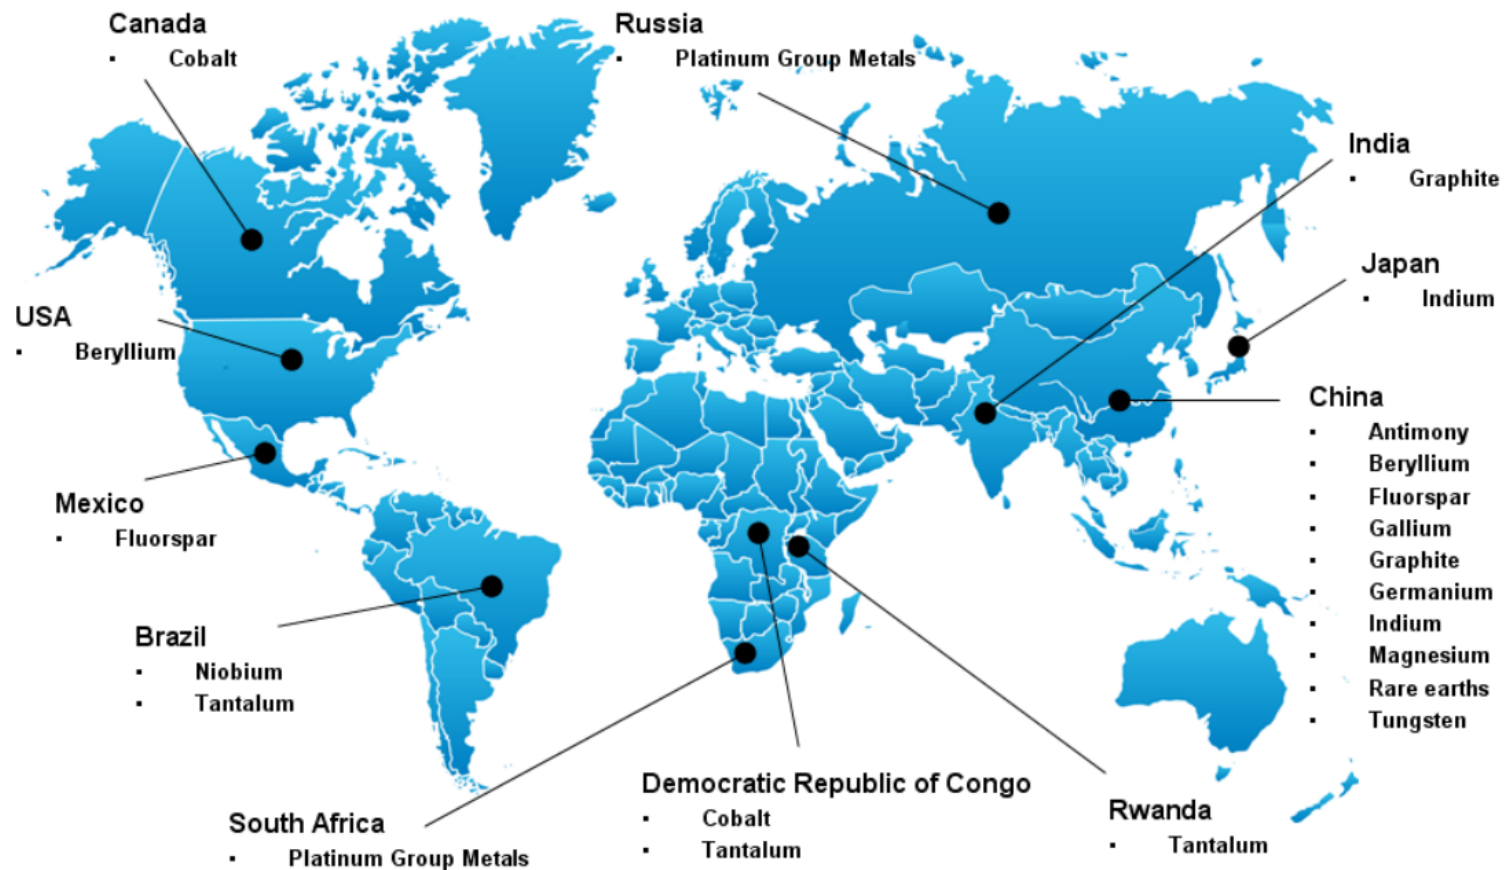 Canada
▪ Cobalt
Russia
▪ Platinum Group Metals
India
▪ Graphite
Japan
▪ Indium
USA
▪ Beryllium
China
▪ Antimony
▪ Beryllium
▪ Fluorspar
▪ Gallium
▪ Graphite
▪ Germanium
▪ Indium
▪ Magnesium
▪ Rare earths
▪ Tungsten
Mexico
▪ Fluorspar
Brazil
▪ Niobium
▪ Tantalum
South Africa
▪ Platinum Group Metals
Democratic Republic of Congo
▪ Cobalt
▪ Tantalum
Rwanda
▪ Tantalum